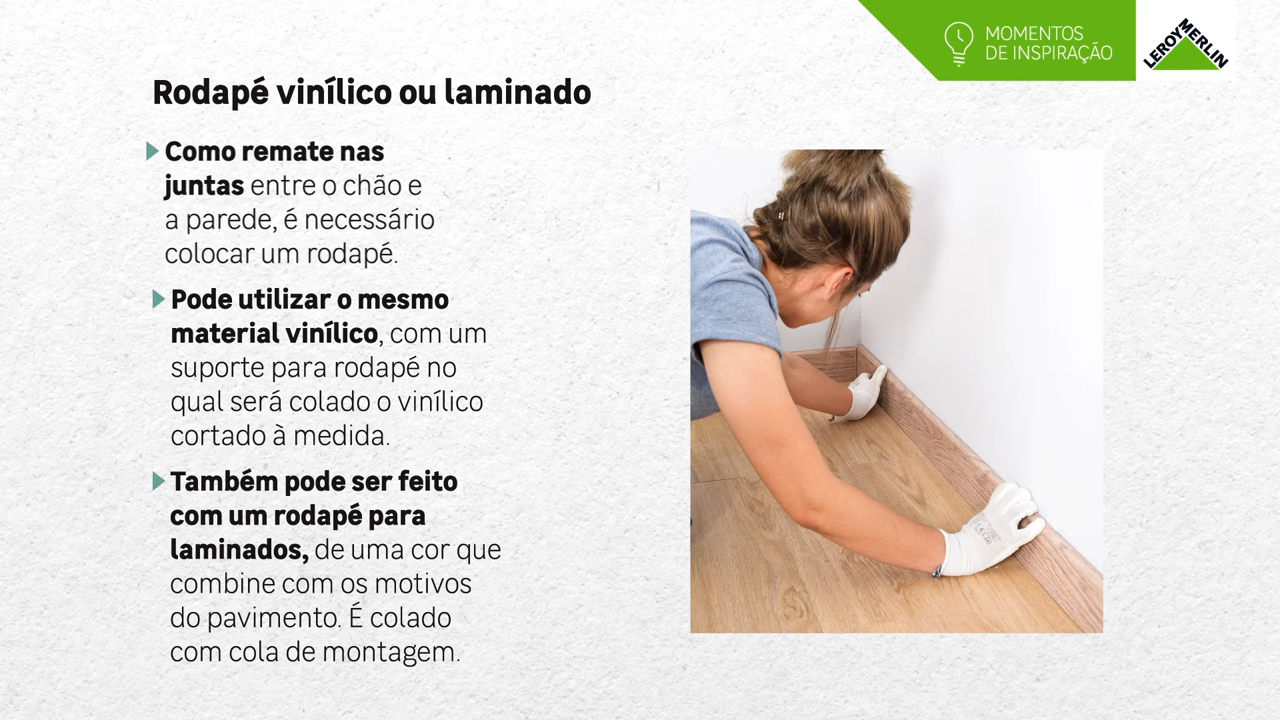 MOMENTOS
DE INSPIRAÇÃO
LEROY MERLIN
Rodapé vinílico ou laminado
Como remate nas
juntas entre o chão e
a parede, é necessário
colocar um rodapé.
Pode utilizar o mesmo
material vinílico, com um
suporte para rodapé no
qual será colado o vinílico
cortado à medida.
Também pode ser feito
com um rodapé para
laminados, de uma cor que
combine com os motivos
do pavimento. É colado
com cola de montagem.